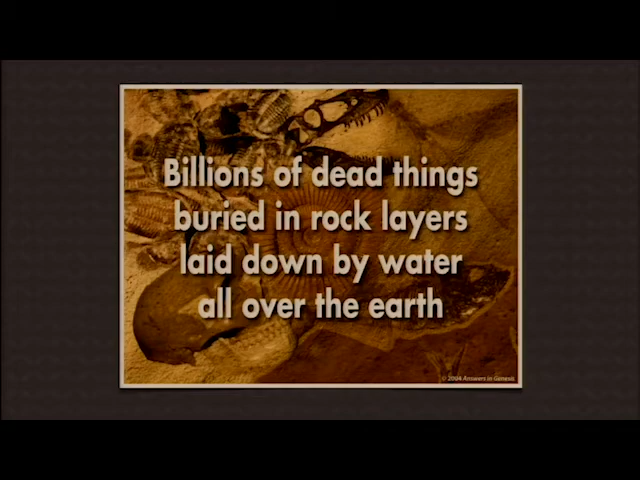 Billions of dead things
buried in rock layers
laid down by water
all over the earth
© 2004 Answers in Genesis